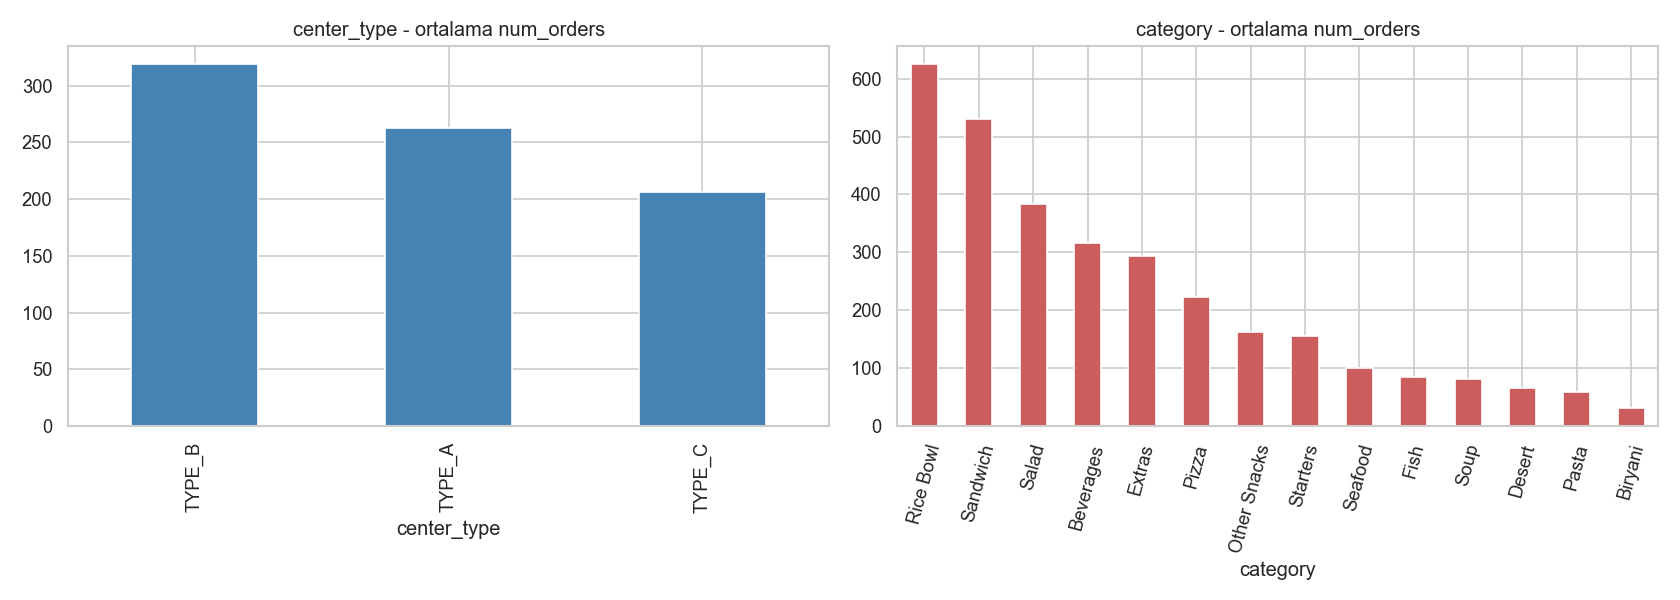 center_type - ortalama num_orders
300
250
200
150
100
50
0
TYPE_B
TYPE_A
TYPE_C
center_type
category - ortalama num_orders
600
500
400
300
200
100
0
Rice Bowl
Sandwich
Salad
Beverages
Extras
Pizza
Other Snacks
Starters
Seafood
Fish
Soup
Desert
Pasta
Biryani
category